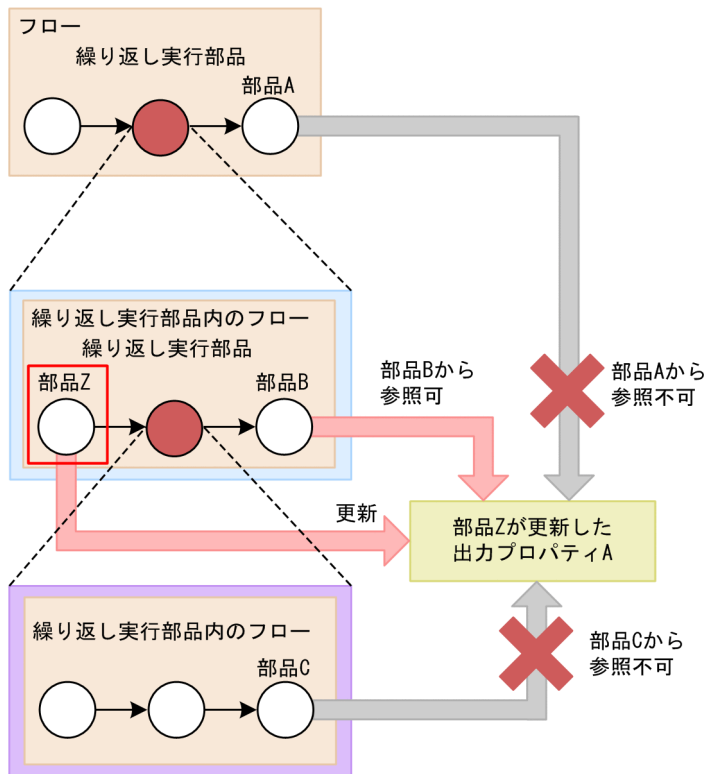 フロー
繰り返し実行部品
部品A
繰り返し実行部品内のフロー
繰り返し実行部品
部品Z
部品B
部品Bから
参照可
部品Aから
参照不可
更新
部品Zが更新した
出力プロパティA
繰り返し実行部品内のフロー
部品C
部品Cから
参照不可